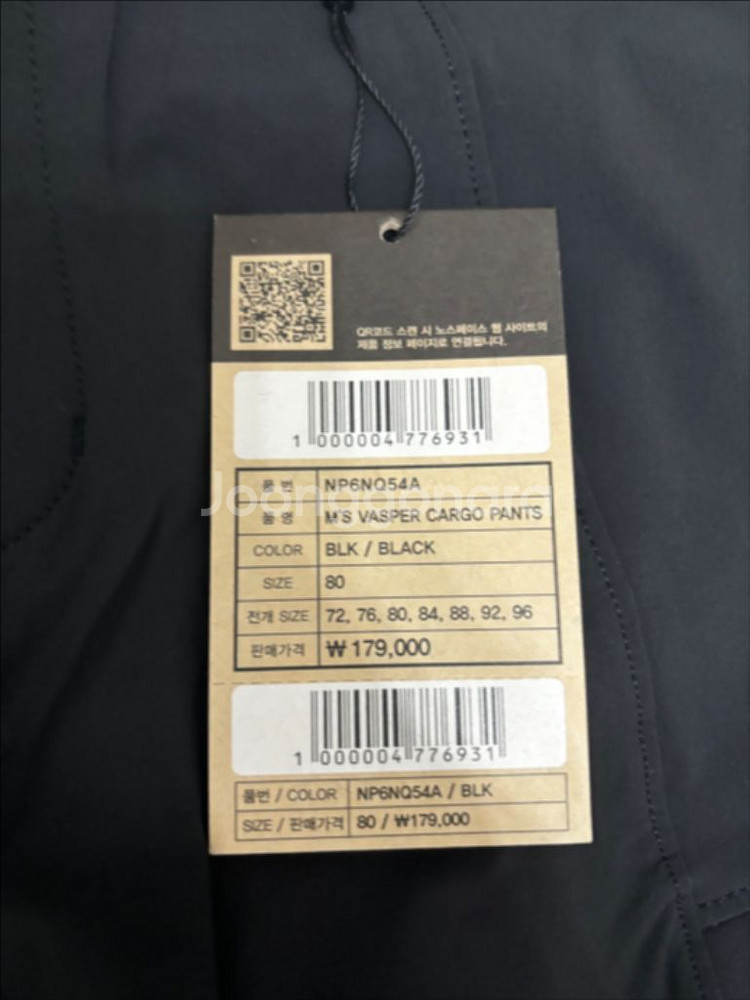 QR코드 스캔 시 노스페이스 웹 사이트의
제품 정보 페이지로 연결됩니다.
1 000004 776931
품 번 NP6NQ54A
Joonggonara
품 명 M'S VASPER CARGO PANTS
COLOR BLK / BLACK
SIZE 80
전개 SIZE 72, 76, 80, 84, 88, 92, 96
판매가격 ₩179,000
1 000004 776931
품번 / COLOR NP6NQ54A / BLK
SIZE / 판매가격 80 / ₩179,000